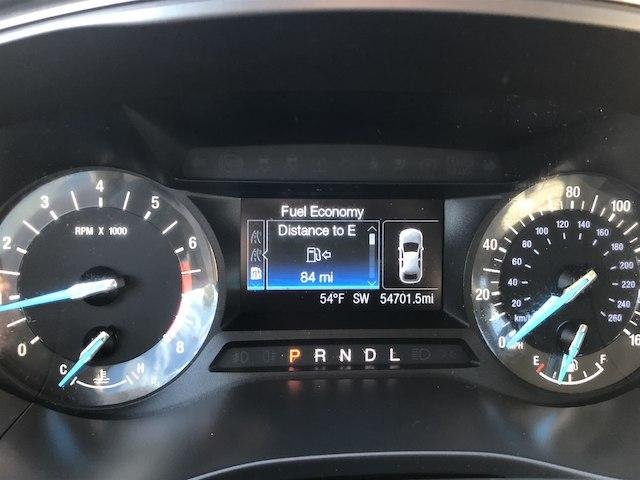 RPM X 1000
0
2
3
4
5
6
8
C
H
Fuel Economy
Distance to E
84 mi
54°F SW 54701.5mi
P R N D L
0
20
40
80
100
16
MPH
km/h
20
40
60
80
100
120
140
160
180
200
220
240
260
E
F